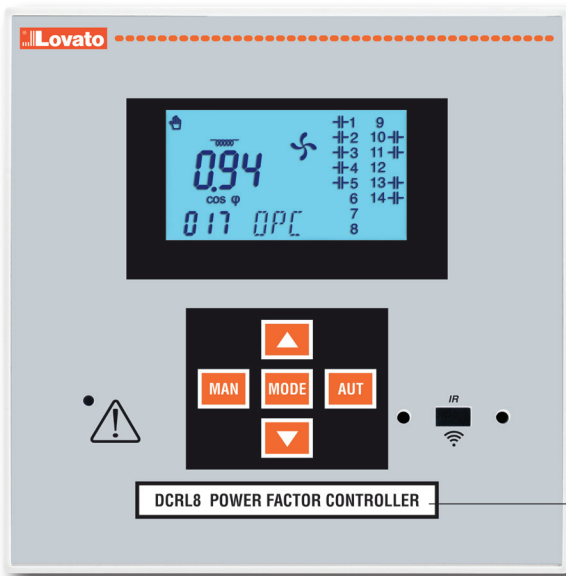 Lovato
1 9
2 10
0.94
3 11
4 12
cos φ
5 13
6 14
017 OPC
7
8
MAN MODE AUT
IR
DCRL8 POWER FACTOR CONTROLLER